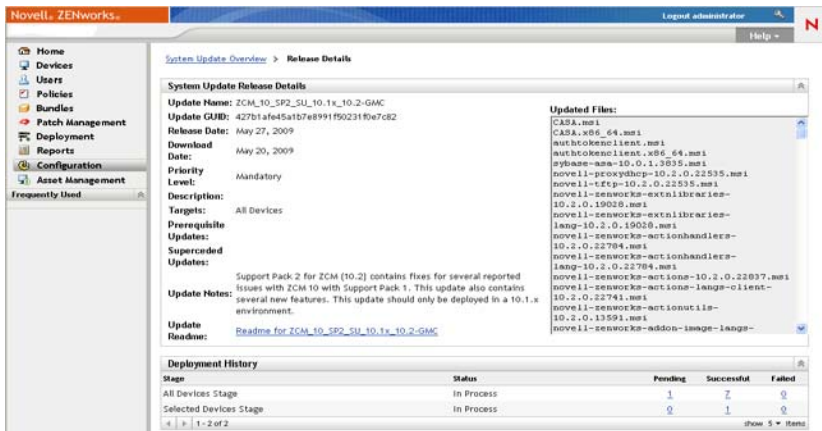 Novell. ZENworks.
Logout administrator
Help
N
Home
Devices
Users
Policies
Bundles
Patch Management
Deployment
Reports
Configuration
Asset Management
Frequently Used
System Update Overview > Release Details
System Update Release Details
Update Name: ZCM_10_SP2_SU_10.1x_10.2-GMC
Update GUID: 427b1afe45a1b7e8991f50231f0e7c82
Release Date: May 27, 2009
Download Date: May 20, 2009
Priority Level: Mandatory
Description:
Targets: All Devices
Prerequisite Updates:
Superceded Updates:
Update Notes: Support Pack 2 for ZCM (10.2) contains fixes for several reported
issues with ZCM 10 with Support Pack 1. This update also contains
several new features. This update should only be deployed in a 10.1.x
environment.
Update Readme: Readme for ZCM_10_SP2_SU_10.1x_10.2-GMC
Updated Files:
CASA.msi
CASA.x86_64.msi
authtokenclient.msi
authtokenclient.x86_64.msi
sybase-asa-10.0.1.3835.msi
novell-proxydhcp-10.2.0.22535.msi
novell-tftp-10.2.0.22535.msi
novell-zenworks-extnlibraries-
10.2.0.19028.msi
novell-zenworks-extnlibraries-
lang-10.2.0.19028.msi
novell-zenworks-actionhandlers-
10.2.0.22784.msi
novell-zenworks-actionhandlers-
lang-10.2.0.22784.msi
novell-zenworks-actions-10.2.0.22837.msi
novell-zenworks-actions-langs-client-
10.2.0.22741.msi
novell-zenworks-actionutils-
10.2.0.13591.msi
novell-zenworks-addon-image-langs-
Deployment History
Stage Status Pending Successful Failed
All Devices Stage In Process 1 7 0
Selected Devices Stage In Process 0 1 0
1 - 2 of 2 show 5 items